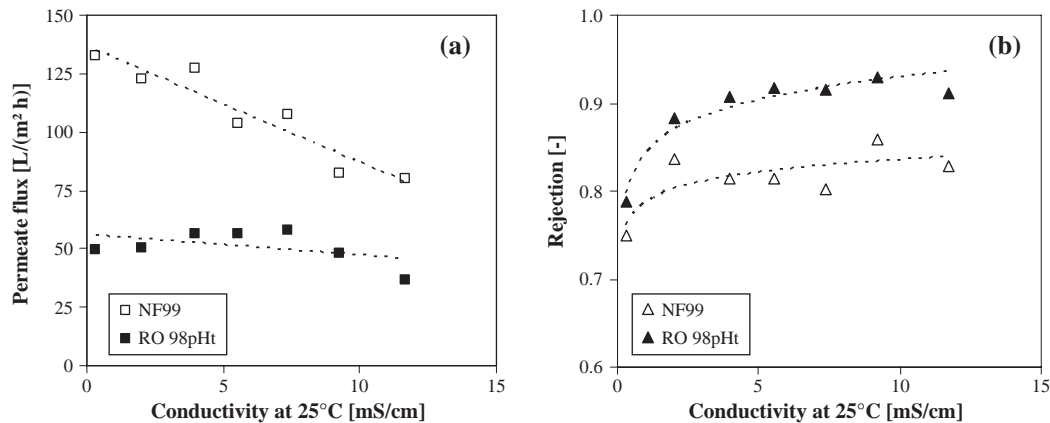 150
125
100
75
50
25
0
Permeate flux [L/(m² h)]
(a)
NF99
RO 98pHt
0 5 10 15
Conductivity at 25°C [mS/cm]
1.0
0.9
0.8
0.7
0.6
Rejection [-]
(b)
NF99
RO 98pHt
0 5 10 15
Conductivity at 25°C [mS/cm]